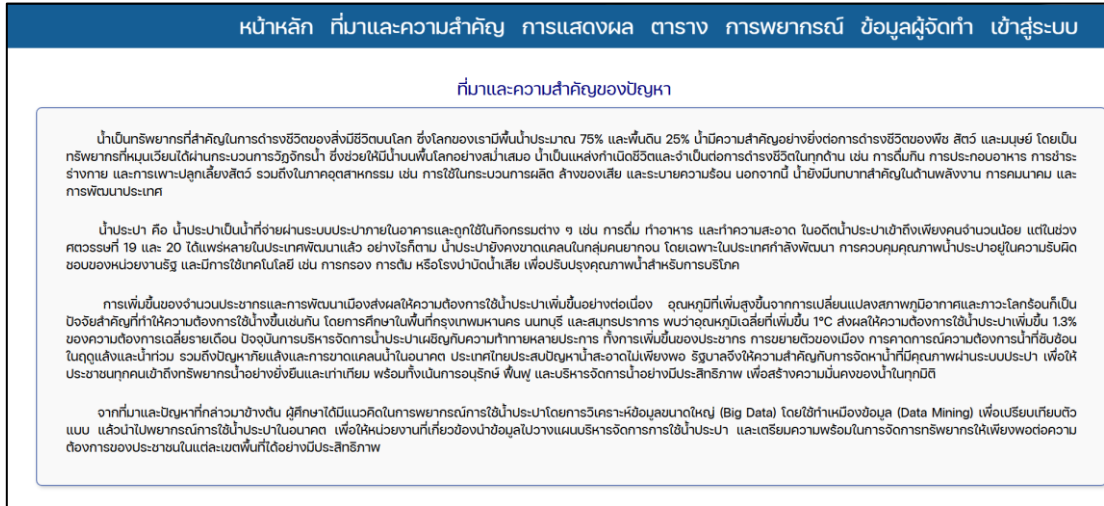 หน้าหลัก ที่มาและความสำคัญ การแสดงผล ตาราง การพยากรณ์ ข้อมูลผู้จัดทำ เข้าสู่ระบบ
ที่มาและความสำคัญของปัญหา
น้ำเป็นทรัพยากรที่สำคัญในการดำรงชีวิตของสิ่งมีชีวิตบนโลก ซึ่งโลกของเรามีพื้นน้ำประมาณ 75% และพื้นดิน 25% น้ำมีความสำคัญอย่างยิ่งต่อการดำรงชีวิตของพืช สัตว์ และมนุษย์ โดยเป็น
ทรัพยากรที่หมุนเวียนได้ผ่านกระบวนการวัฏจักรน้ำ ซึ่งช่วยให้มีน้ำบนพื้นโลกอย่างสม่ำเสมอ น้ำเป็นแหล่งกำเนิดชีวิตและจำเป็นต่อการดำรงชีวิตในทุกด้าน เช่น การดื่มกิน การประกอบอาหาร การชำระ
ร่างกาย และการเพาะปลูกเลี้ยงสัตว์ รวมถึงในภาคอุตสาหกรรม เช่น การใช้ในกระบวนการผลิต ล้างของเสีย และระบายความร้อน นอกจากนี้ น้ำยังมีบทบาทสำคัญในด้านพลังงาน การคมนาคม และ
การพัฒนาประเทศ
น้ำประปา คือ น้ำประปาเป็นน้ำที่จ่ายผ่านระบบประปาภายในอาคารและถูกใช้ในกิจกรรมต่าง ๆ เช่น การดื่ม ทำอาหาร และทำความสะอาด ในอดีตน้ำประปาเข้าถึงเพียงคนจำนวนน้อย แต่ในช่วง
ศตวรรษที่ 19 และ 20 ได้แพร่หลายในประเทศพัฒนาแล้ว อย่างไรก็ตาม น้ำประปายังคงขาดแคลนในกลุ่มคนยากจน โดยเฉพาะในประเทศกำลังพัฒนา การควบคุมคุณภาพน้ำประปาอยู่ในความรับผิด
ชอบของหน่วยงานรัฐ และมีการใช้เทคโนโลยี เช่น การกรอง การต้ม หรือโรงบำบัดน้ำเสีย เพื่อปรับปรุงคุณภาพน้ำสำหรับการบริโภค
การเพิ่มขึ้นของจำนวนประชากรและการพัฒนาเมืองส่งผลให้ความต้องการใช้น้ำประปาเพิ่มขึ้นอย่างต่อเนื่อง อุณหภูมิที่เพิ่มสูงขึ้นจากการเปลี่ยนแปลงสภาพภูมิอากาศและภาวะโลกร้อนก็เป็น
ปัจจัยสำคัญที่ทำให้ความต้องการใช้น้ำงขึ้นเช่นกัน โดยการศึกษาในพื้นที่กรุงเทพมหานคร นนทบุรี และสมุทรปราการ พบว่าอุณหภูมิเฉลี่ยที่เพิ่มขึ้น 1°C ส่งผลให้ความต้องการใช้น้ำประปาเพิ่มขึ้น 1.3%
ของความต้องการเฉลี่ยรายเดือน ปัจจุบันการบริหารจัดการน้ำประปาเผชิญกับความท้าทายหลายประการ ทั้งการเพิ่มขึ้นของประชากร การขยายตัวของเมือง การคาดการณ์ความต้องการน้ำที่ซับซ้อน
ในฤดูแล้งและน้ำท่วม รวมถึงปัญหาภัยแล้งและการขาดแคลนน้ำในอนาคต ประเทศไทยประสบปัญหาน้ำสะอาดไม่เพียงพอ รัฐบาลจึงให้ความสำคัญกับการจัดหาน้ำที่มีคุณภาพผ่านระบบประปา เพื่อให้
ประชาชนทุกคนเข้าถึงทรัพยากรน้ำอย่างยั่งยืนและเท่าเทียม พร้อมทั้งเน้นการอนุรักษ์ ฟื้นฟู และบริหารจัดการน้ำอย่างมีประสิทธิภาพ เพื่อสร้างความมั่นคงของน้ำในทุกมิติ
จากที่มาและปัญหาที่กล่าวมาข้างต้น ผู้ศึกษาได้มีแนวคิดในการพยากรณ์การใช้น้ำประปาโดยการวิเคราะห์ข้อมูลขนาดใหญ่ (Big Data) โดยใช้ทำเหมืองข้อมูล (Data Mining) เพื่อเปรียบเทียบตัว
แบบ แล้วนำไปพยากรณ์การใช้น้ำประปาในอนาคต เพื่อให้หน่วยงานที่เกี่ยวข้องนำข้อมูลไปวางแผนบริหารจัดการการใช้น้ำประปา และเตรียมความพร้อมในการจัดการทรัพยากรให้เพียงพอต่อความ
ต้องการของประชาชนในแต่ละเขตพื้นที่ได้อย่างมีประสิทธิภาพ